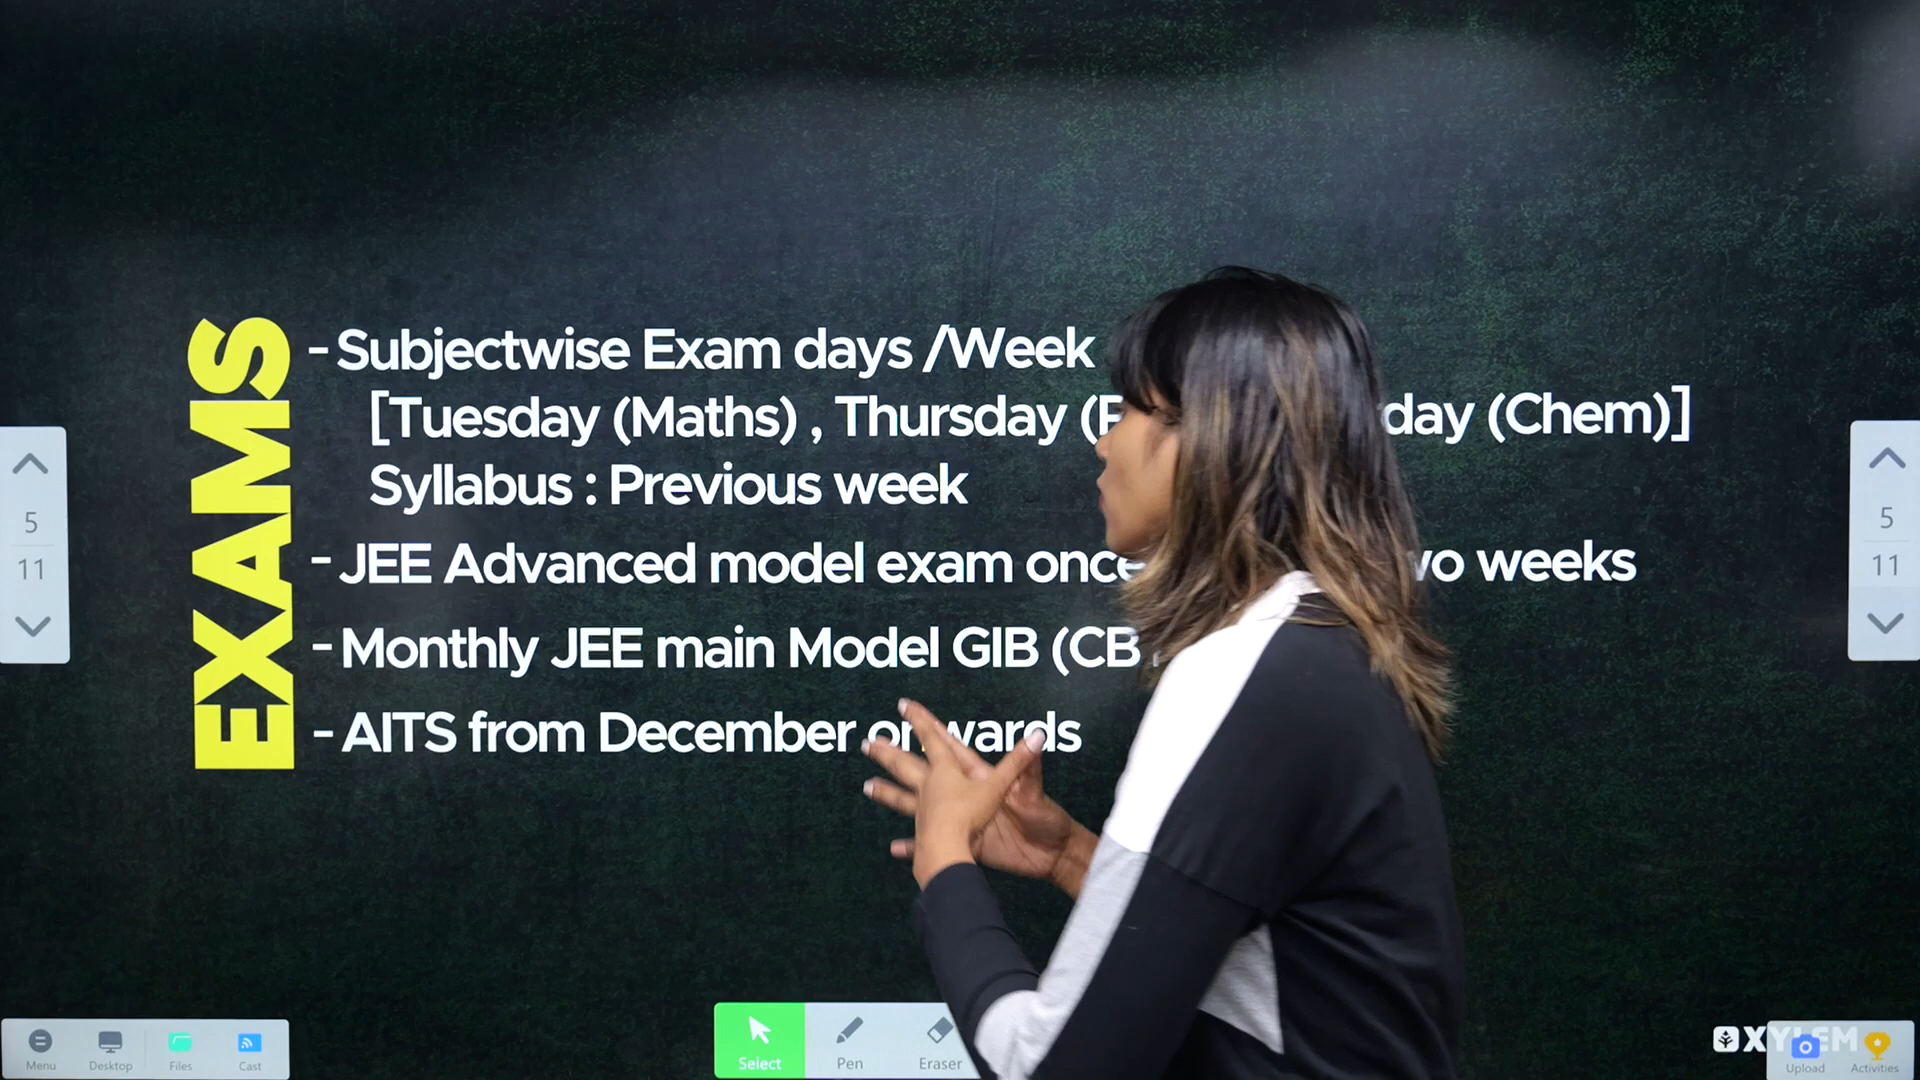 EXAMS
- Subjectwise Exam days /Week
[Tuesday (Maths) , Thursday ( day (Chem)]
Syllabus : Previous week
- JEE Advanced model exam once weeks
- Monthly JEE main Model GIB (CB
- AITS from December onwards
5
11
5
11
Menu
Desktop
Files
Cast
Select
Pen
Eraser
XYLEM
Upload
Activities